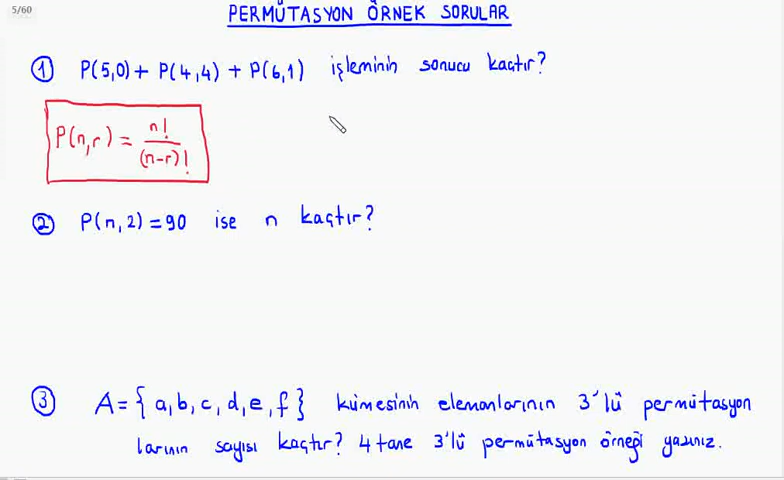 5/60
PERMÜTASYON ÖRNEK SORULAR
① P(5,0) + P(4,4) + P(6,1) işleminin sonucu kaçtır?
P(n,r) = n! / (n-r)!
② P(n,2) = 90 ise n kaçtır?
③ A = { a, b, c, d, e, f } kümesinin elemanlarının 3'lü permütasyon
larının sayısı kaçtır? 4 tane 3'lü permütasyon örneği yazınız.